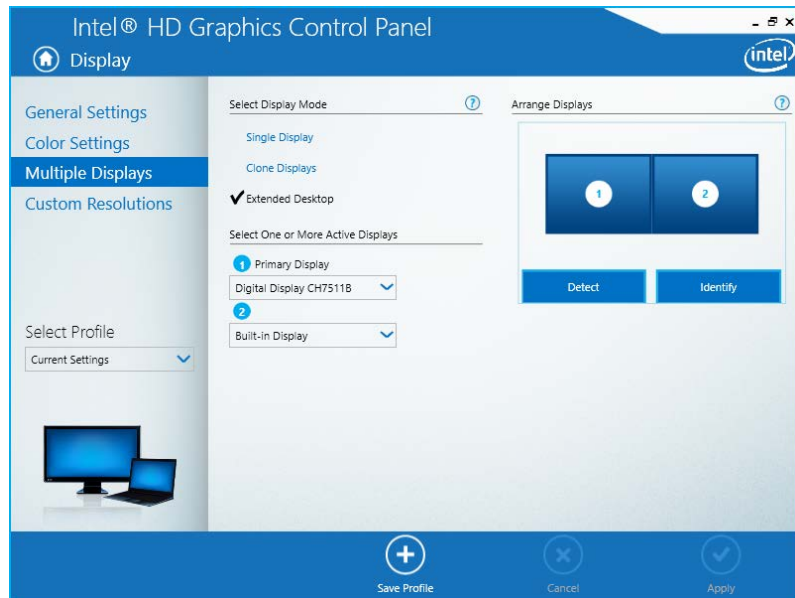 Intel® HD Graphics Control Panel
Display
intel
General Settings
Color Settings
Multiple Displays
Custom Resolutions
Select Profile
Current Settings
Select Display Mode
?
Single Display
Clone Displays
Extended Desktop
Select One or More Active Displays
1 Primary Display
Digital Display CH7511B
2
Built-in Display
Arrange Displays
?
1 2
Detect Identify
Save Profile Cancel Apply